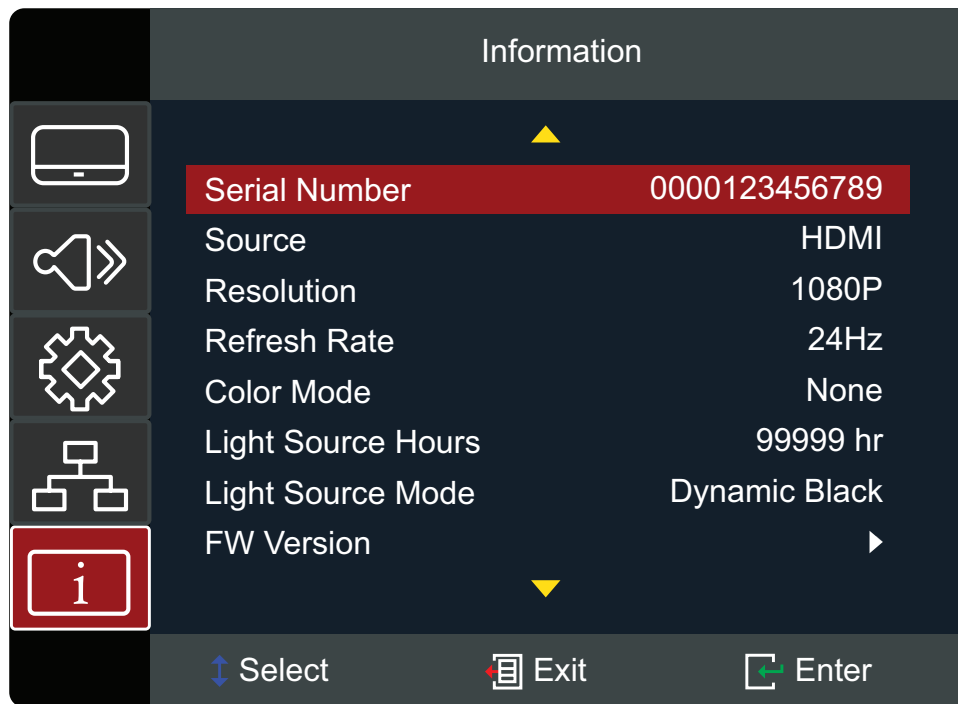 Information
Serial Number 0000123456789
Source HDMI
Resolution 1080P
Refresh Rate 24Hz
Color Mode None
Light Source Hours 99999 hr
Light Source Mode Dynamic Black
FW Version
i
Select Exit Enter